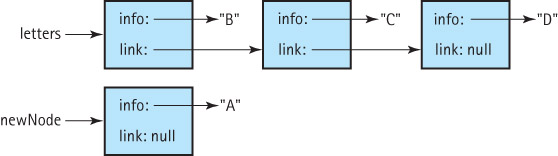 info: "B" info: "C" info: "D"
letters
link: link: link: null
info: "A"
newNode
link: null